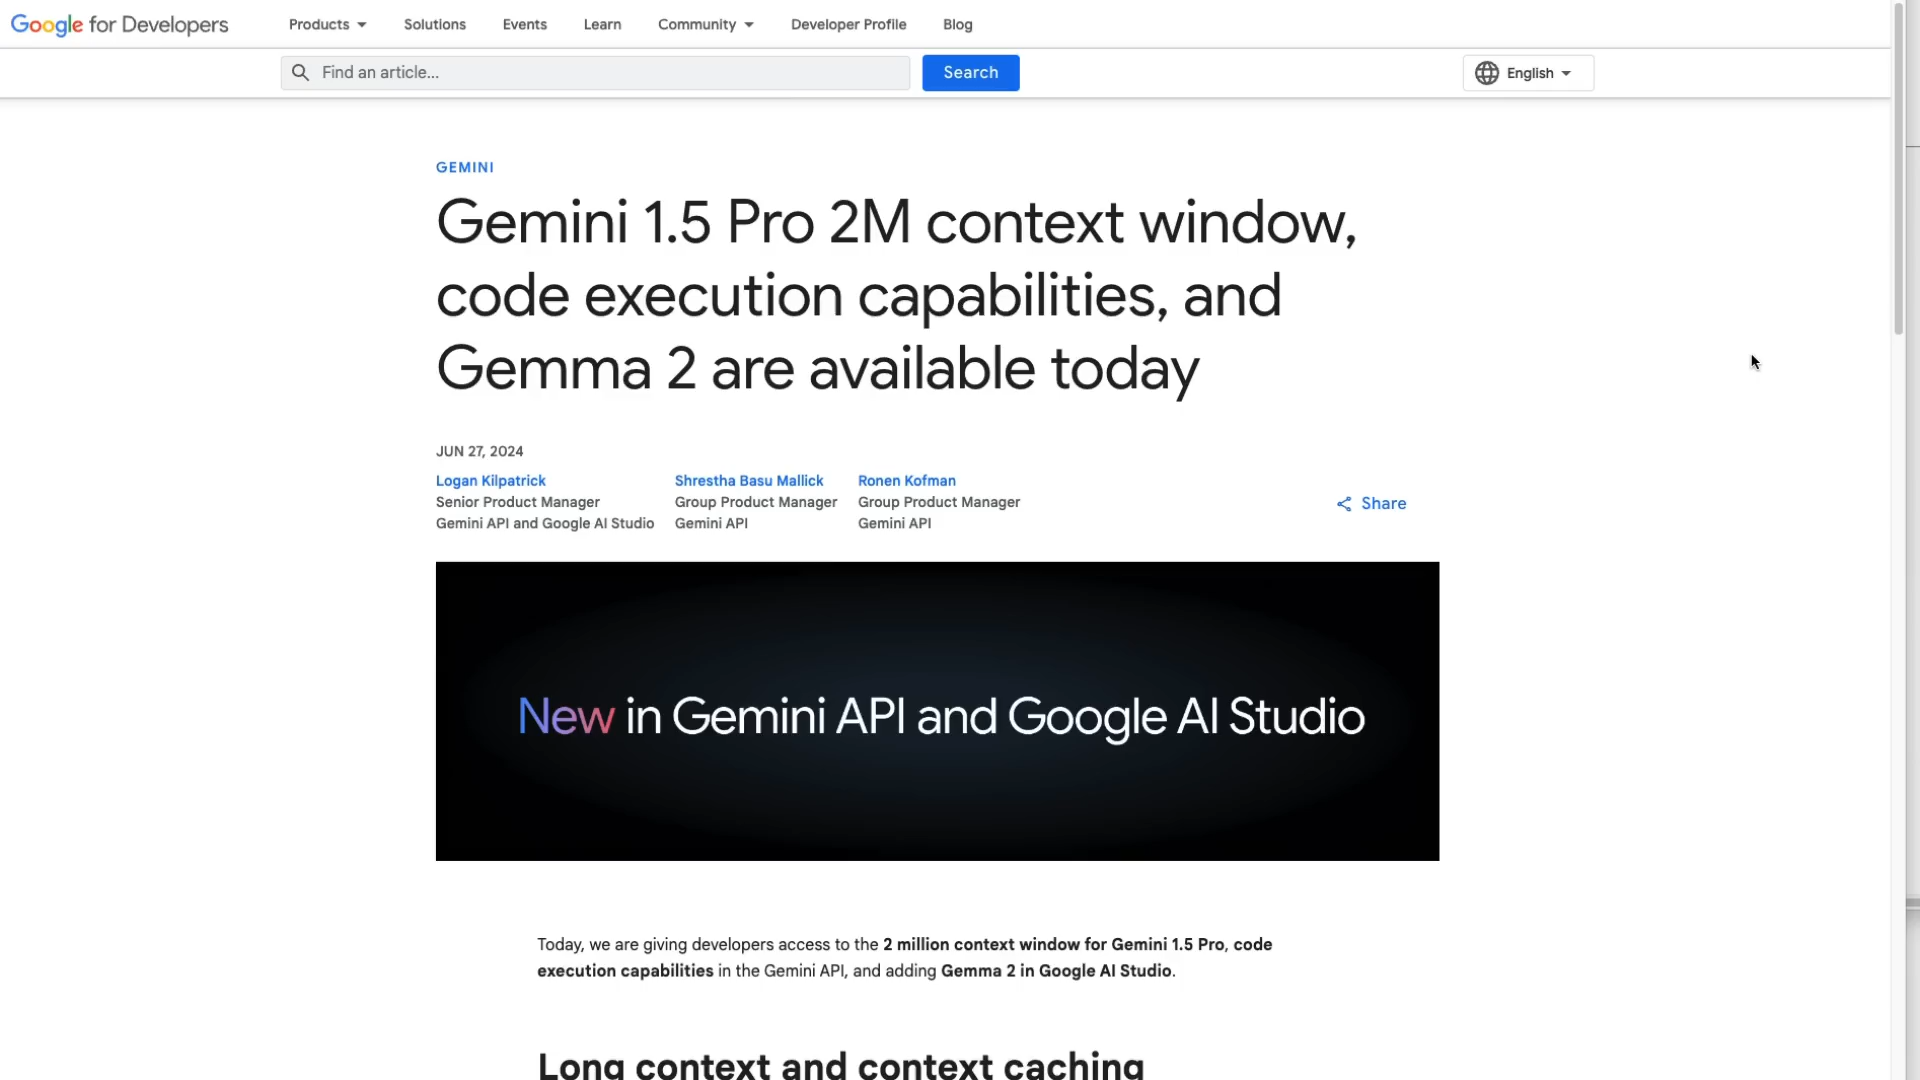 Google for Developers Products Solutions Events Learn Community Developer Profile Blog
Find an article... Search English
GEMINI
Gemini 1.5 Pro 2M context window,
code execution capabilities, and
Gemma 2 are available today
JUN 27, 2024
Logan Kilpatrick
Senior Product Manager
Gemini API and Google AI Studio
Shrestha Basu Mallick
Group Product Manager
Gemini API
Ronen Kofman
Group Product Manager
Gemini API
Share
New in Gemini API and Google AI Studio
Today, we are giving developers access to the 2 million context window for Gemini 1.5 Pro, code
execution capabilities in the Gemini API, and adding Gemma 2 in Google AI Studio.
Long context and context caching